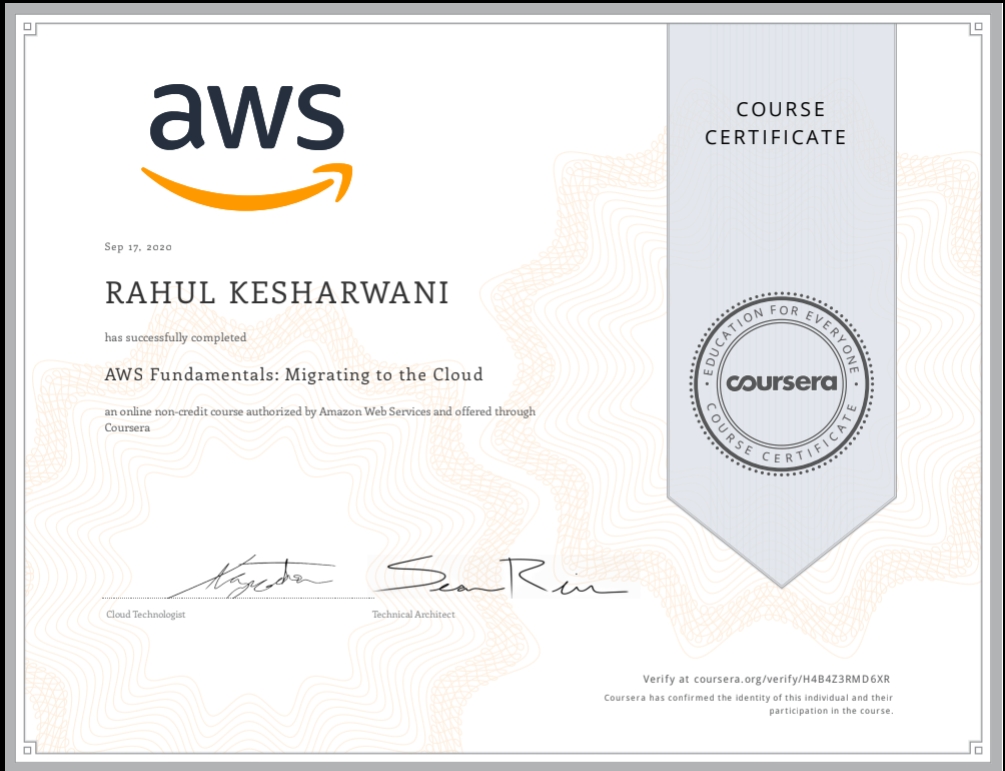 aws
COURSE
CERTIFICATE
Sep 17, 2020
RAHUL KESHARWANI
has successfully completed
AWS Fundamentals: Migrating to the Cloud
an online non-credit course authorized by Amazon Web Services and offered through
Coursera
EDUCATION FOR EVERYONE
coursera
COURSE CERTIFICATE
Sean Rin
Cloud Technologist
Technical Architect
Verify at coursera.org/verify/H4B4Z3RMD6XR
Coursera has confirmed the identity of this individual and their
participation in the course.